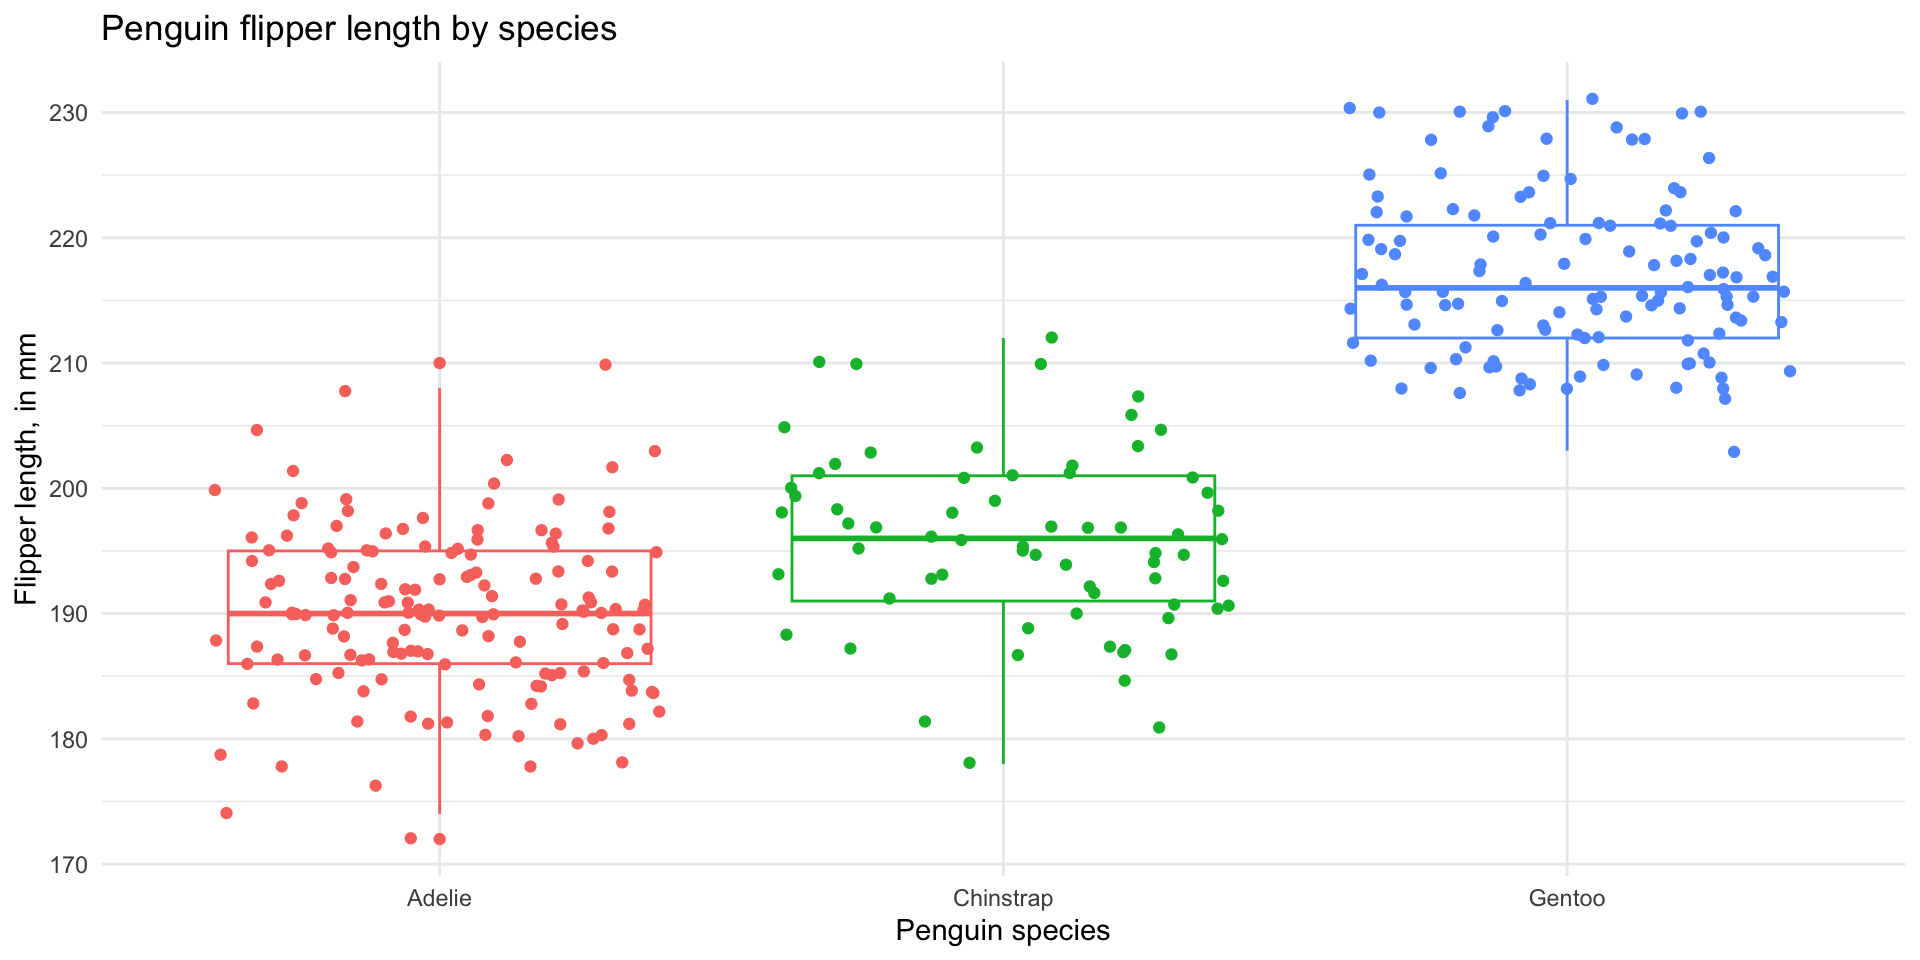 Penguin flipper length by species
Flipper length, in mm
230
220
210
200
190
180
170
Adelie Chinstrap Gentoo
Penguin species